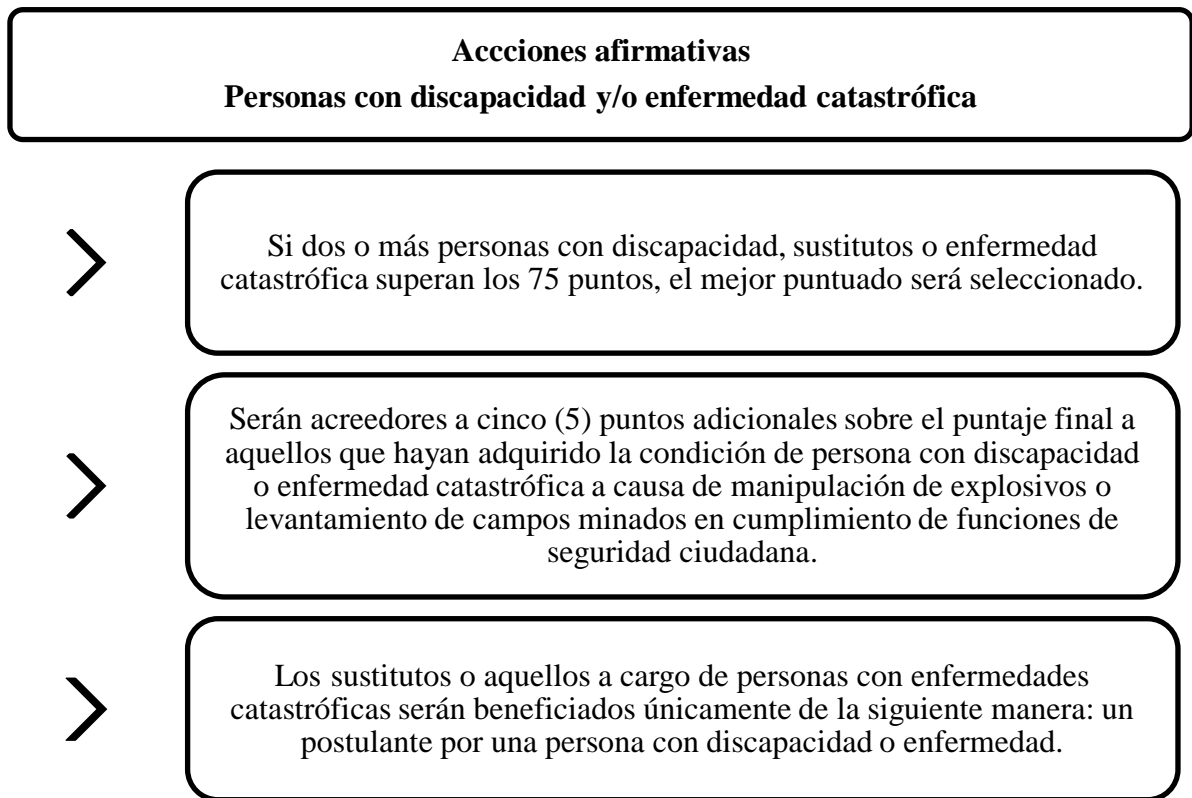 Accciones afirmativas
Personas con discapacidad y/o enfermedad catastrófica
Si dos o más personas con discapacidad, sustitutos o enfermedad
catastrófica superan los 75 puntos, el mejor puntuado será seleccionado.
Serán acreedores a cinco (5) puntos adicionales sobre el puntaje final a
aquellos que hayan adquirido la condición de persona con discapacidad
o enfermedad catastrófica a causa de manipulación de explosivos o
levantamiento de campos minados en cumplimiento de funciones de
seguridad ciudadana.
Los sustitutos o aquellos a cargo de personas con enfermedades
catastróficas serán beneficiados únicamente de la siguiente manera: un
postulante por una persona con discapacidad o enfermedad.